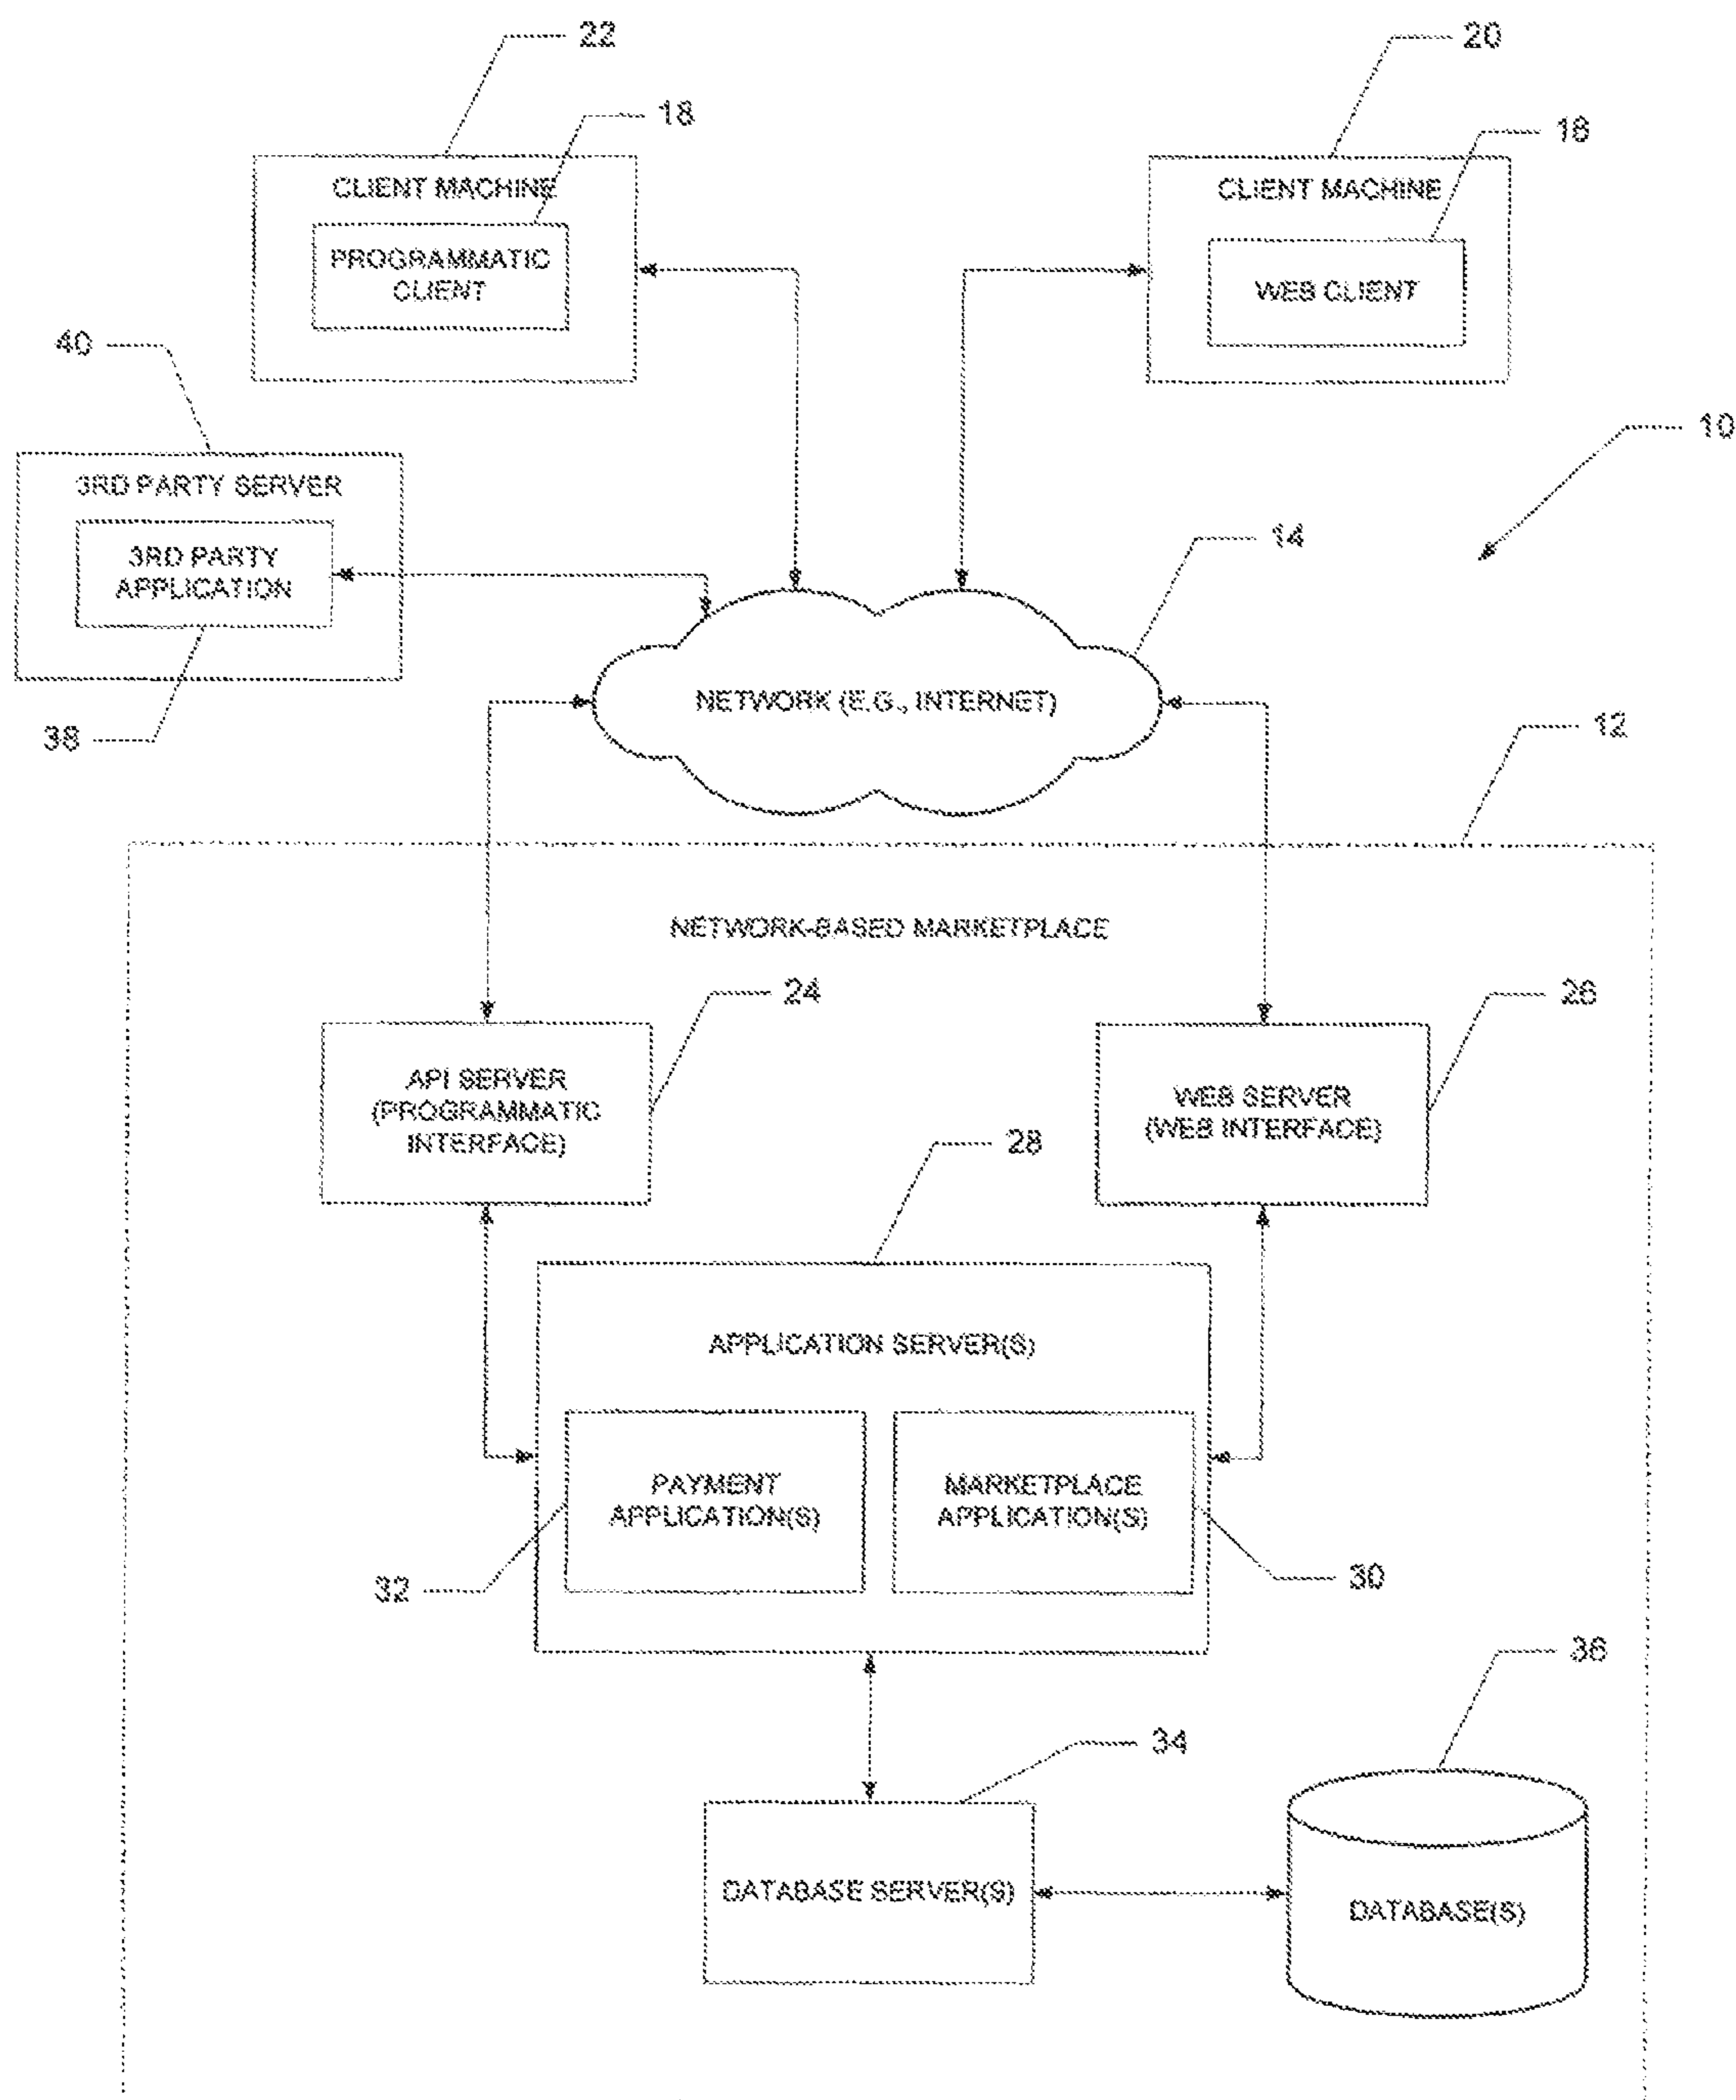 22
20
18
16
CLIENT MACHINE
CLIENT MACHINE
PROGRAMMATIC
CLIENT
WEB CLIENT
40
10
3RD PARTY SERVER
14
3RD PARTY
APPLICATION
NETWORK (E.G., INTERNET)
12
38
NETWORK-BASED MARKETPLACE
24
26
API SERVER
(PROGRAMMATIC
INTERFACE)
WEB SERVER
(WEB INTERFACE)
28
APPLICATION SERVER(S)
PAYMENT
APPLICATION(S)
MARKETPLACE
APPLICATION(S)
32
30
36
34
DATABASE SERVER(S)
DATABASE(S)